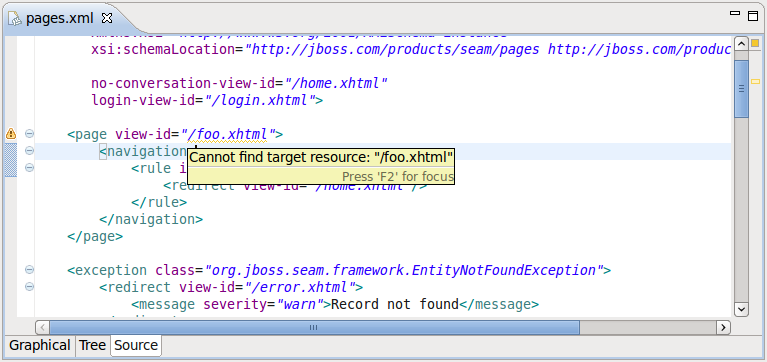 pages.xml
xsi:schemaLocation="http://jboss.com/products/seam/pages http://jboss.com/produc
no-conversation-view-id="/home.xhtml"
login-view-id="/login.xhtml">
<page view-id="/foo.xhtml">
<navigation
Cannot find target resource: "/foo.xhtml"
<rule i
Press 'F2' for focus
<redirect view-id="/home.xhtml"/>
</rule>
</navigation>
</page>
<exception class="org.jboss.seam.framework.EntityNotFoundException">
<redirect view-id="/error.xhtml">
<message severity="warn">Record not found</message>
Graphical Tree Source